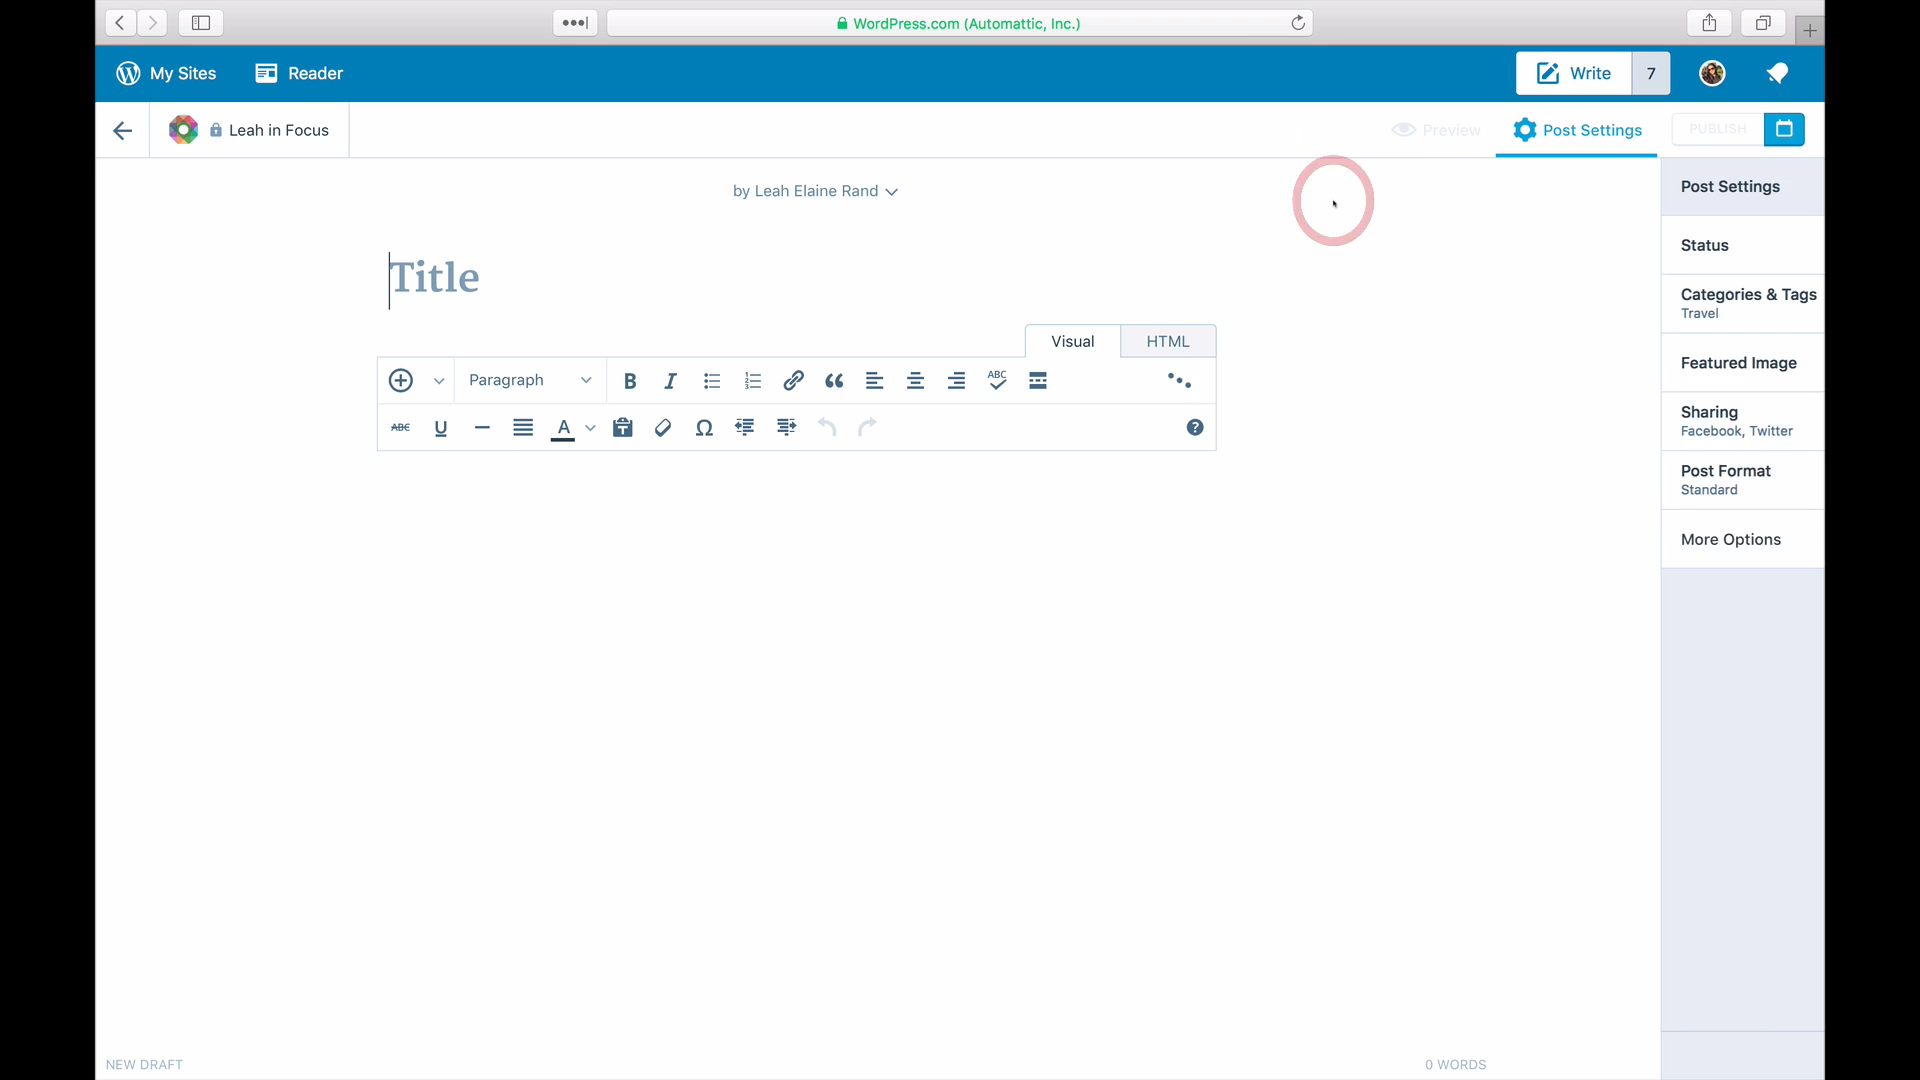 WordPress.com (Automattic, Inc.)
My Sites
Reader
Write
7
Leah in Focus
Preview
Post Settings
PUBLISH
by Leah Elaine Rand
Title
Visual
HTML
Paragraph
B
I
ABC
ABC
U
A
T
Ω
?
Post Settings
Status
Categories & Tags
Travel
Featured Image
Sharing
Facebook, Twitter
Post Format
Standard
More Options
NEW DRAFT
0 WORDS